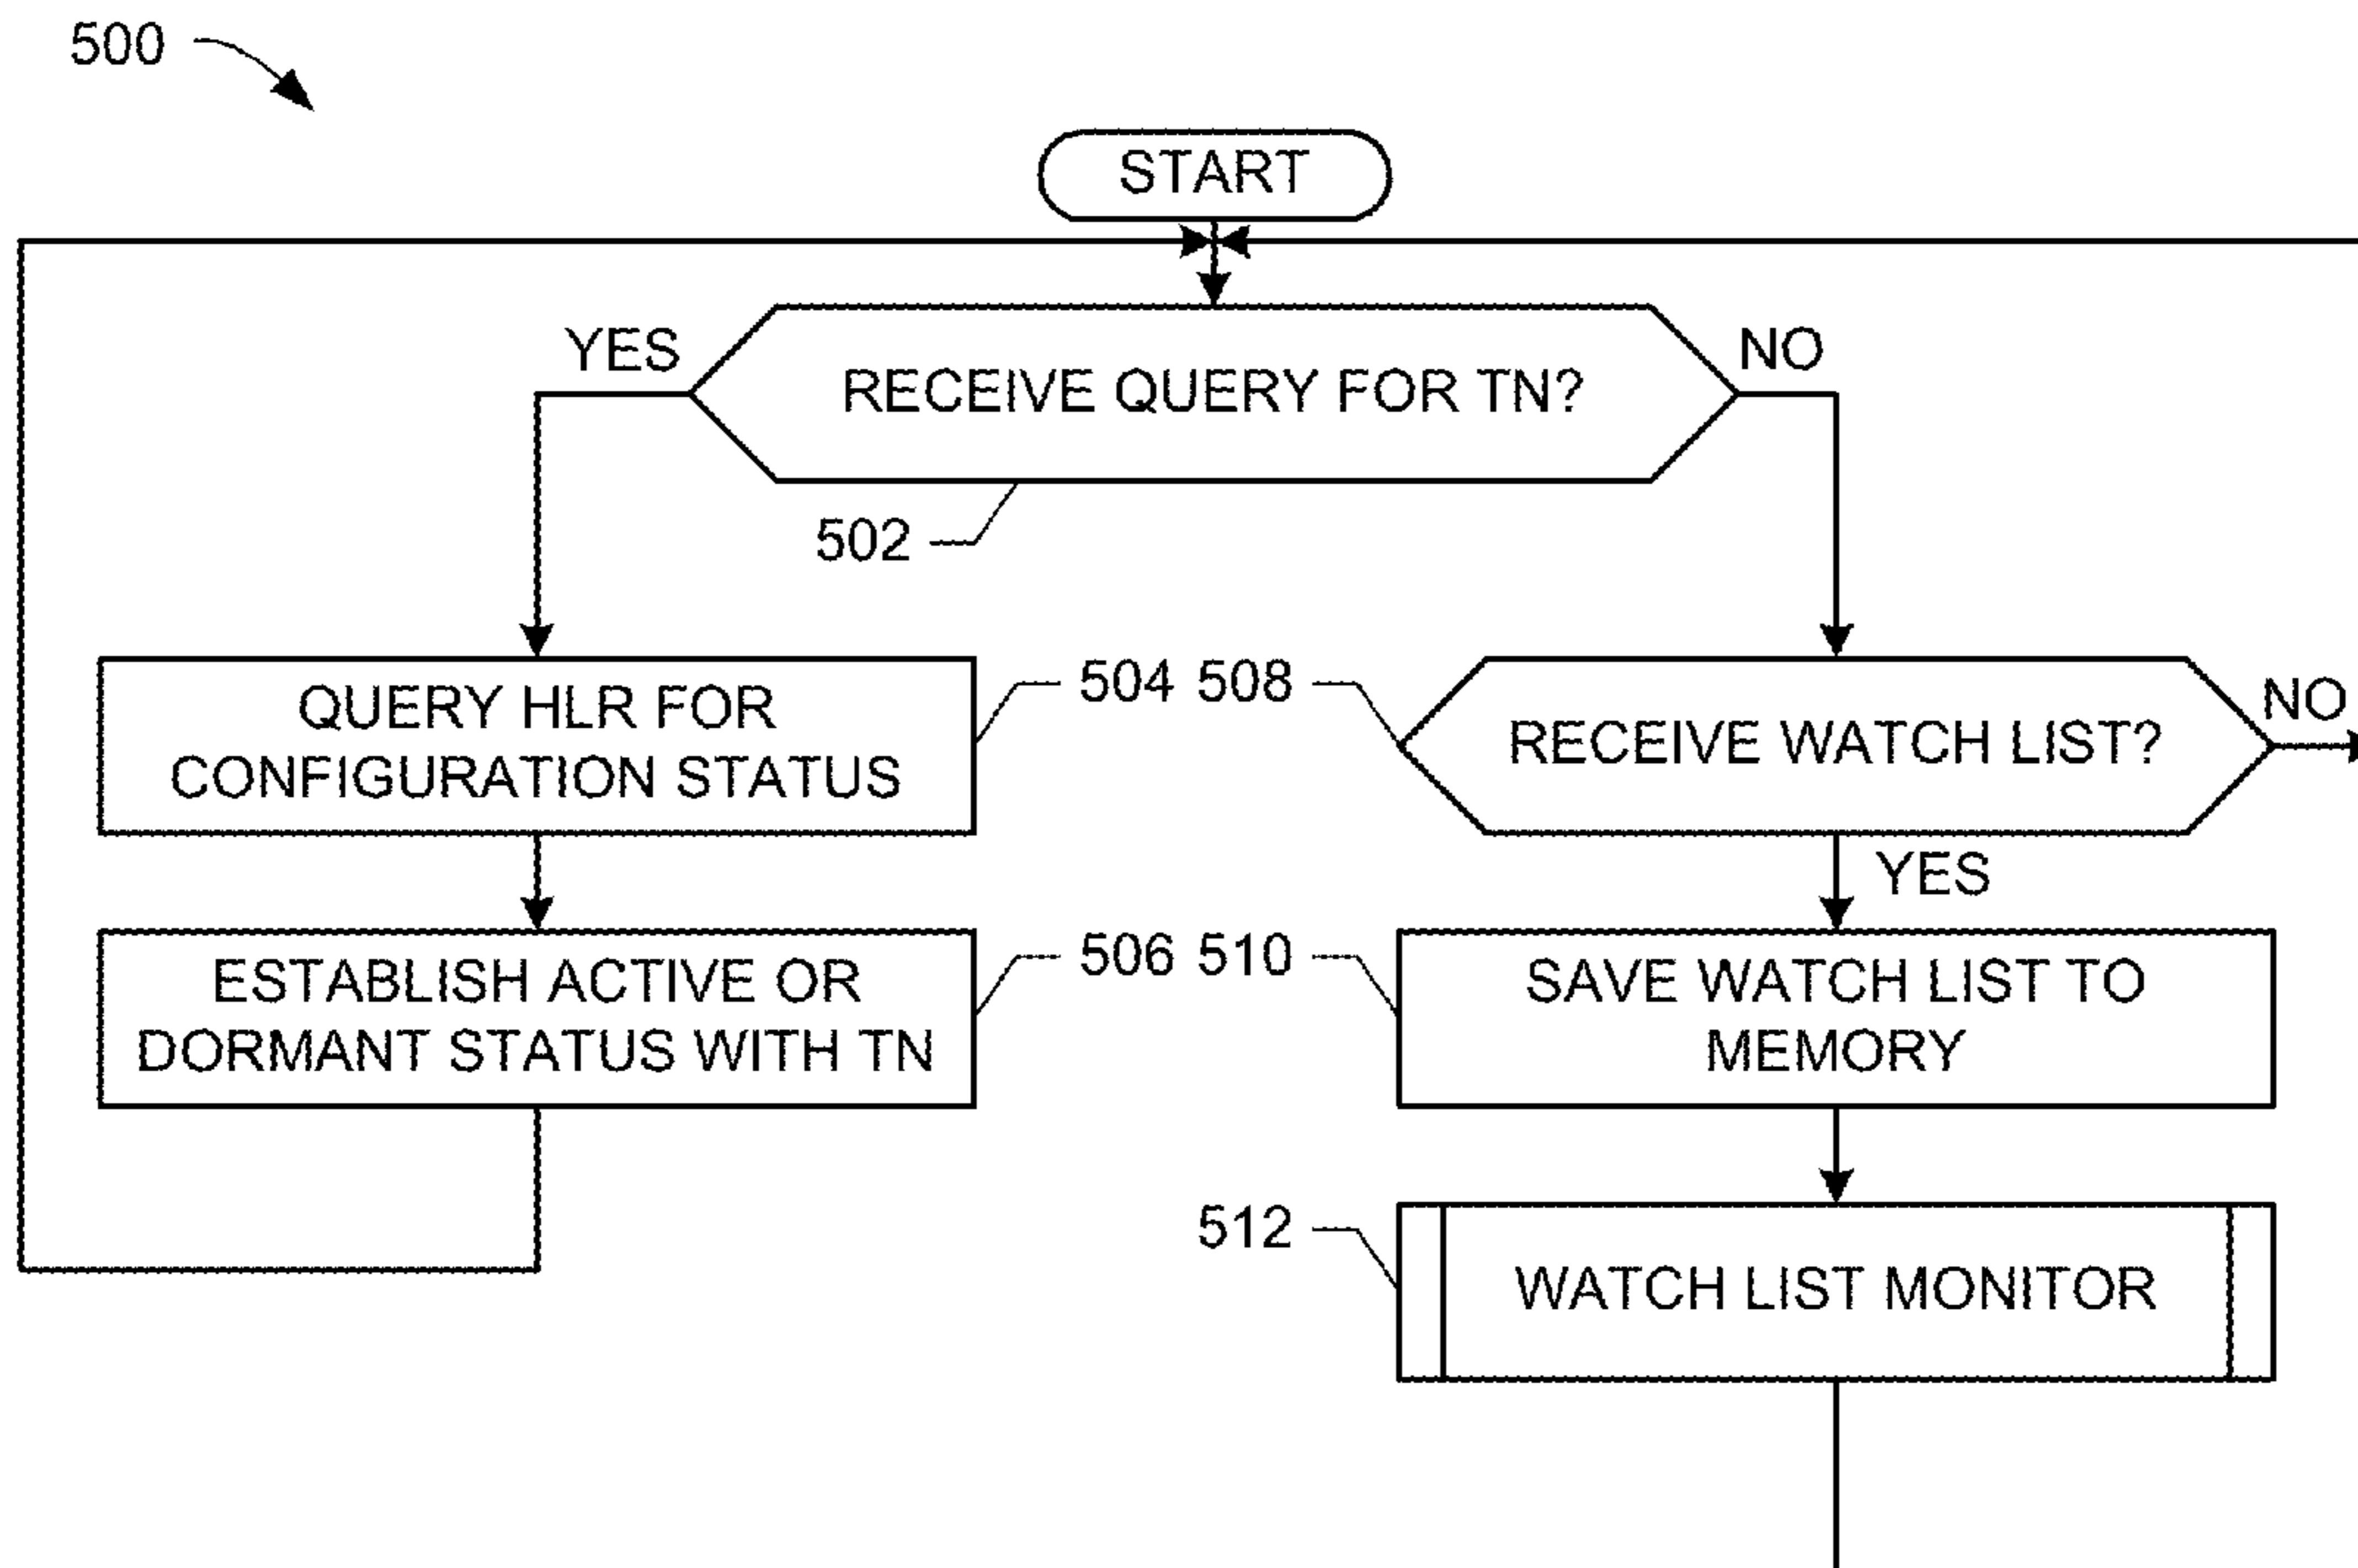 500
START
YES
RECEIVE QUERY FOR TN?
NO
502
QUERY HLR FOR
CONFIGURATION STATUS
504
508
RECEIVE WATCH LIST?
NO
YES
ESTABLISH ACTIVE OR
DORMANT STATUS WITH TN
506
510
SAVE WATCH LIST TO
MEMORY
512
WATCH LIST MONITOR